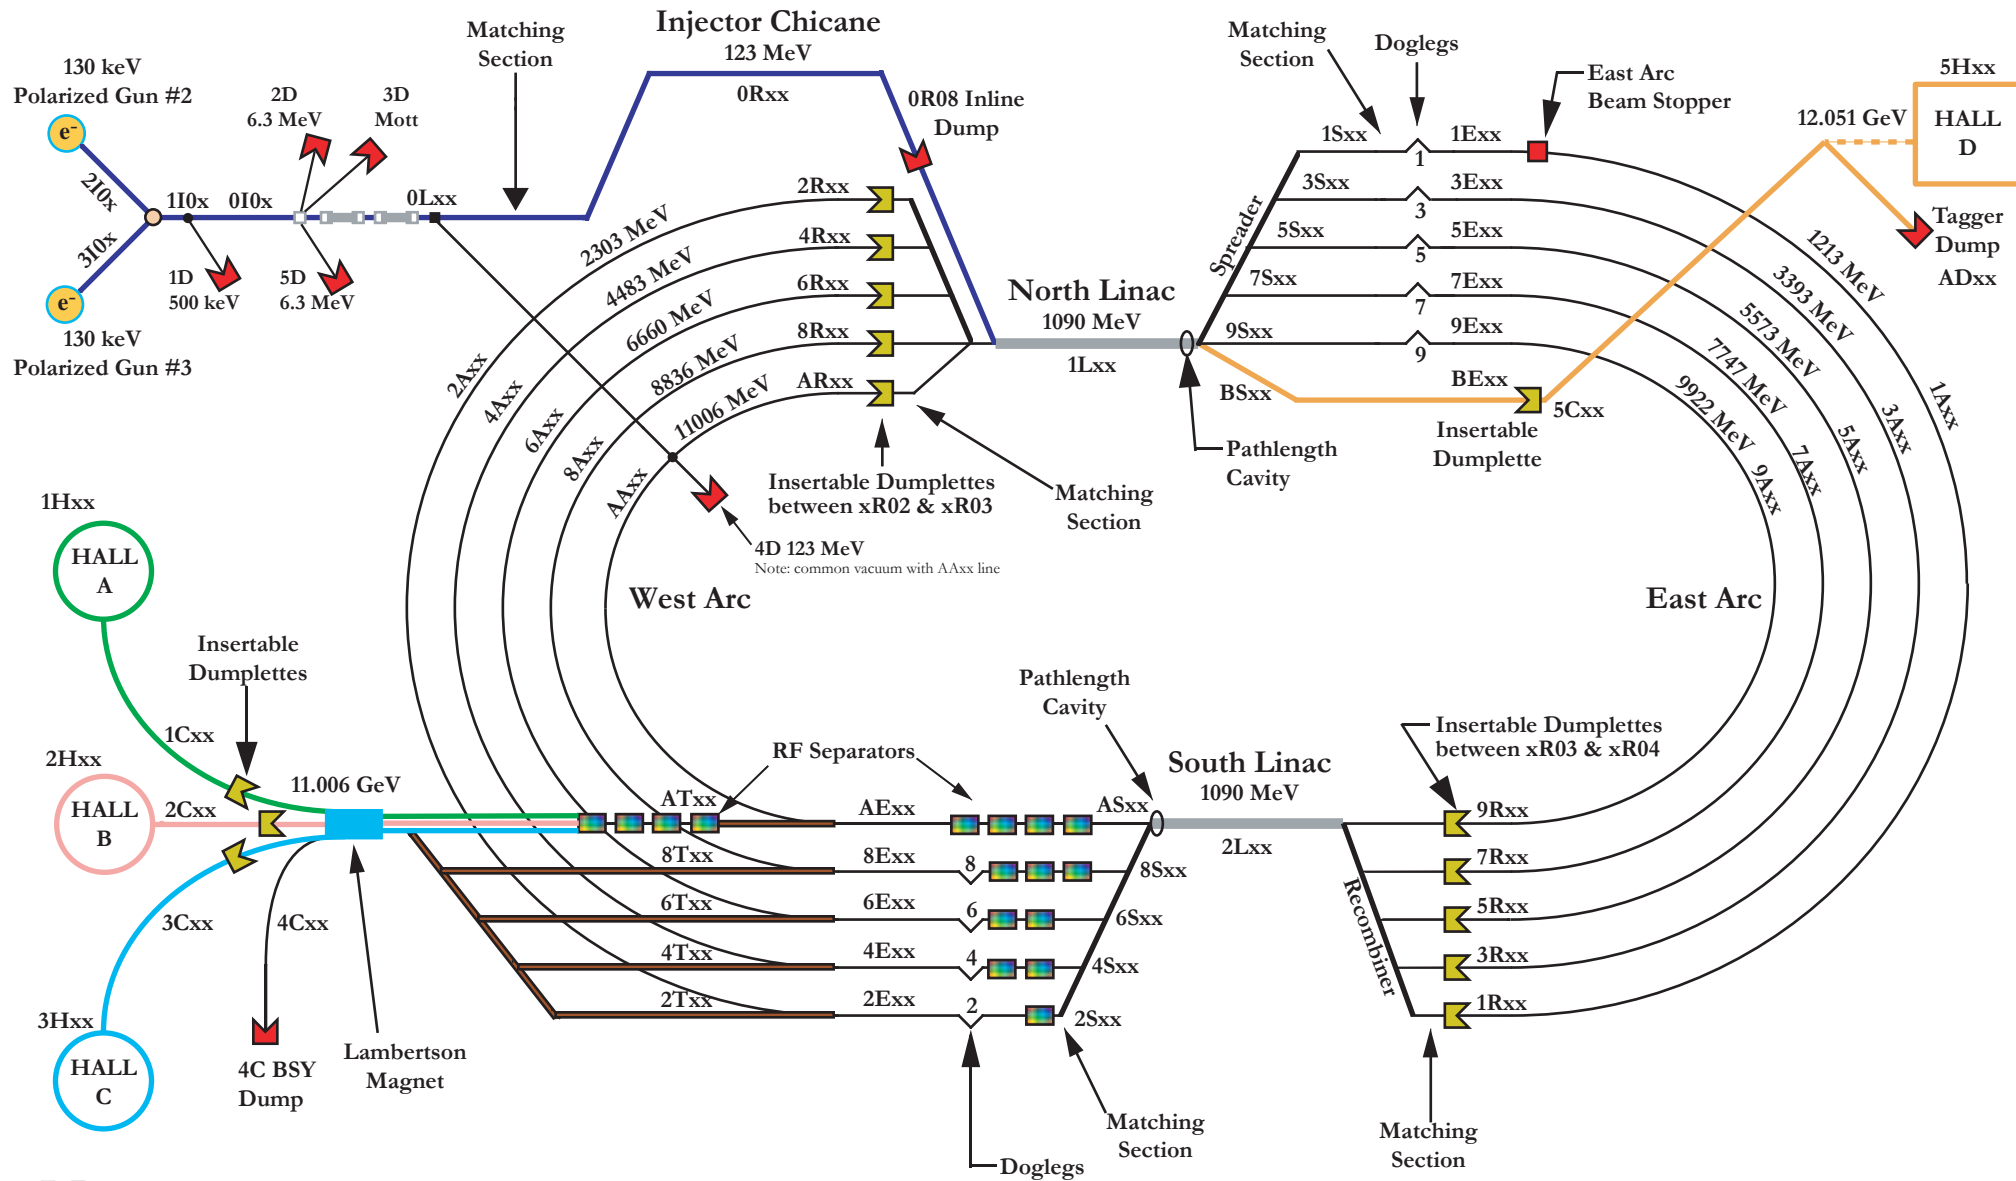 Injector Chicane
123 MeV
0Rxx
Matching
Section
130 keV
Polarized Gun #2
e-
2I0x
3I0x
e-
130 keV
Polarized Gun #3
1I0x
0I0x
2D
6.3 MeV
3D
Mott
0Lxx
1D
500 keV
5D
6.3 MeV
0R08 Inline
Dump
2Rxx
4Rxx
6Rxx
8Rxx
ARxx
2303 MeV
4483 MeV
6660 MeV
8836 MeV
11006 MeV
2Axx
4Axx
6Axx
8Axx
AAxx
Insertable Dumplettes
between xR02 & xR03
Matching
Section
4D 123 MeV
Note: common vacuum with AAxx line
West Arc
North Linac
1090 MeV
1Lxx
Pathlength
Cavity
Spreader
Matching
Section
Doglegs
East Arc
Beam Stopper
1Sxx
1
1Exx
3Sxx
3
3Exx
5Sxx
5
5Exx
7Sxx
7
7Exx
9Sxx
9
9Exx
BSxx
BExx
5Cxx
Insertable
Dumplette
12.051 GeV
5Hxx
HALL
D
Tagger
Dump
ADxx
1213 MeV
3393 MeV
5573 MeV
7747 MeV
9922 MeV
1Axx
3Axx
5Axx
7Axx
9Axx
East Arc
1Hxx
HALL
A
Insertable
Dumplettes
1Cxx
2Hxx
HALL
B
2Cxx
11.006 GeV
3Cxx
4Cxx
3Hxx
HALL
C
4C BSY
Dump
Lambertson
Magnet
RF Separators
ATxx
AExx
ASxx
8Txx
8Exx
8
8Sxx
6Txx
6Exx
6
6Sxx
4Txx
4Exx
4
4Sxx
2Txx
2Exx
2
2Sxx
Doglegs
Matching
Section
Pathlength
Cavity
South Linac
1090 MeV
2Lxx
Recombiner
Insertable Dumplettes
between xR03 & xR04
9Rxx
7Rxx
5Rxx
3Rxx
1Rxx
Matching
Section